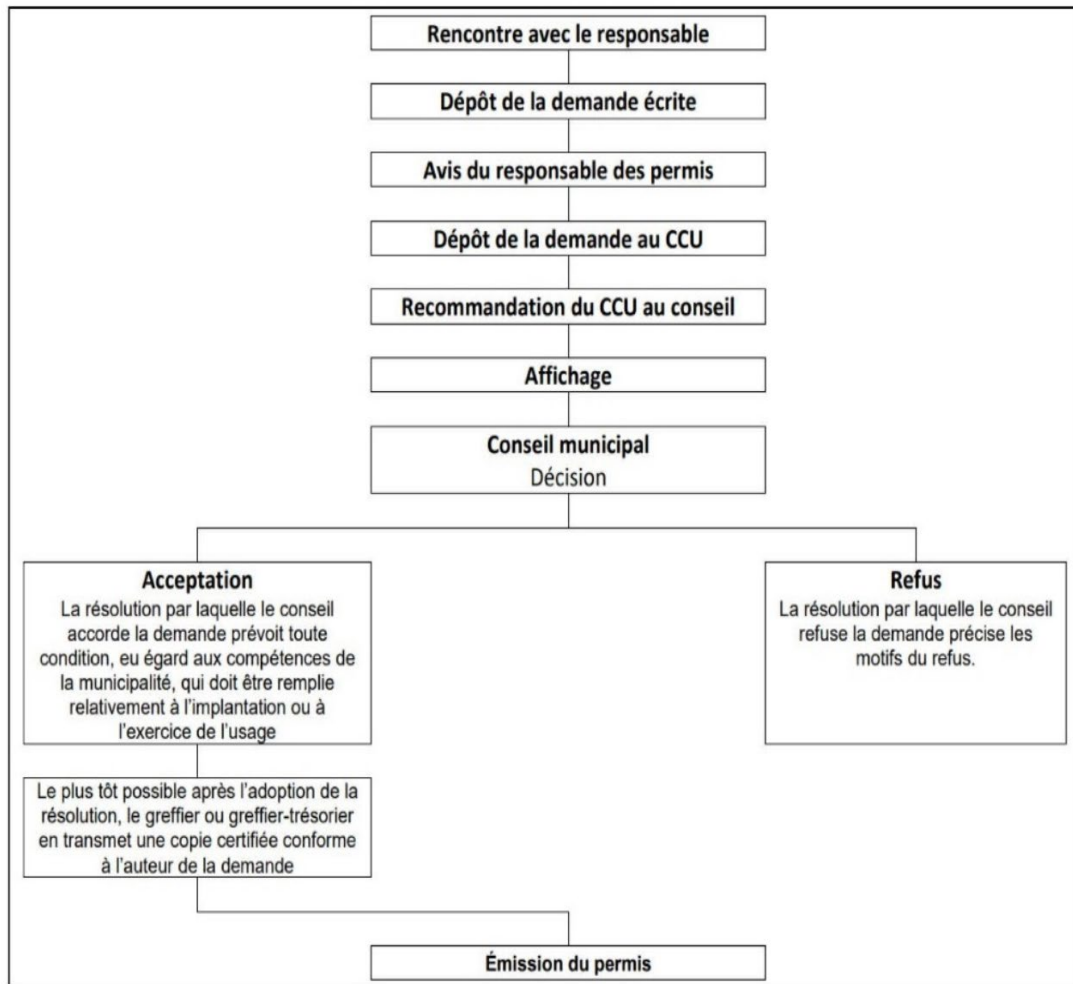 Rencontre avec le responsable
Dépôt de la demande écrite
Avis du responsable des permis
Dépôt de la demande au CCU
Recommandation du CCU au conseil
Affichage
Conseil municipal
Décision
Acceptation
La résolution par laquelle le conseil
accorde la demande prévoit toute
condition, eu égard aux compétences de
la municipalité, qui doit être remplie
relativement à l’implantation ou à
l’exercice de l’usage
Refus
La résolution par laquelle le conseil
refuse la demande précise les
motifs du refus.
Le plus tôt possible après l’adoption de la
résolution, le greffier ou greffier-trésorier
en transmet une copie certifiée conforme
à l’auteur de la demande
Émission du permis